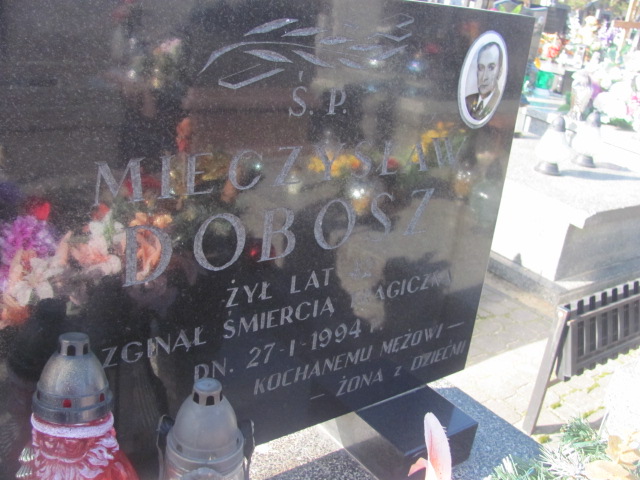 Ś. P.
MIECZYSŁAW
DOBOSZ
ŻYŁ LAT
ZGINĄŁ ŚMIERCIĄ TRAGICZNĄ
DN. 27-I-1994 r.
KOCHANEMU MĘŻOWI —
— ŻONA z DZIEĆMI